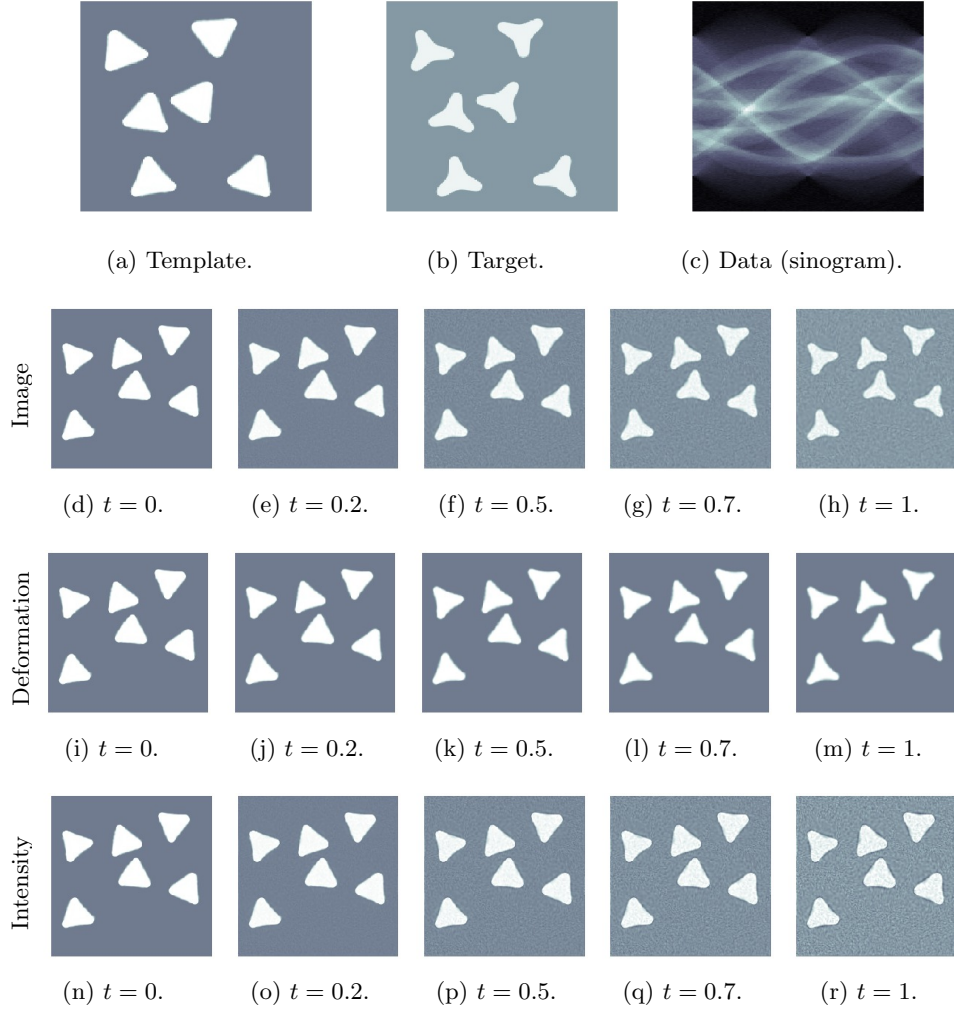 (a) Template. (b) Target. (c) Data (sinogram).
Image
(d) t = 0. (e) t = 0.2. (f) t = 0.5. (g) t = 0.7. (h) t = 1.
Deformation
(i) t = 0. (j) t = 0.2. (k) t = 0.5. (l) t = 0.7. (m) t = 1.
Intensity
(n) t = 0. (o) t = 0.2. (p) t = 0.5. (q) t = 0.7. (r) t = 1.